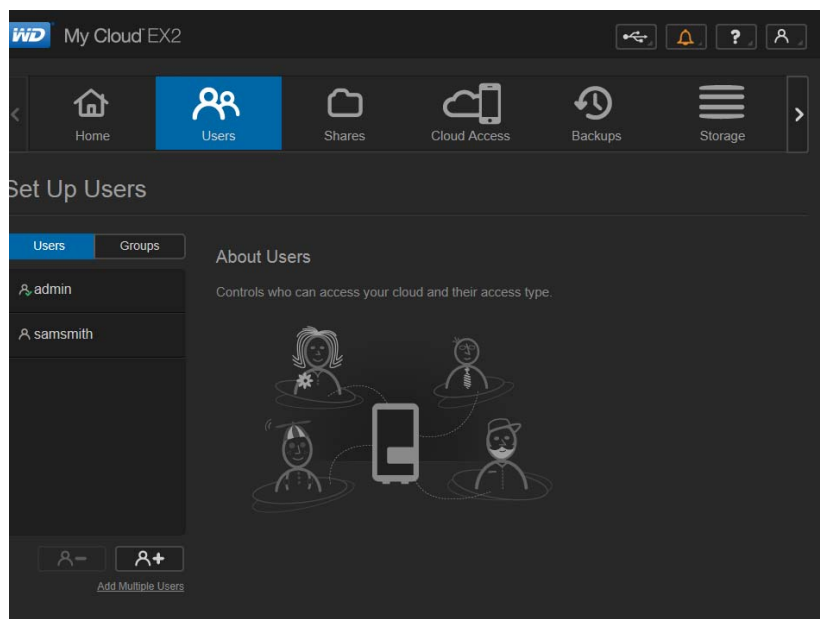 WD My Cloud EX2
?
Home Users Shares Cloud Access Backups Storage
Set Up Users
Users Groups
About Users
admin
Controls who can access your cloud and their access type.
samsmith
Add Multiple Users